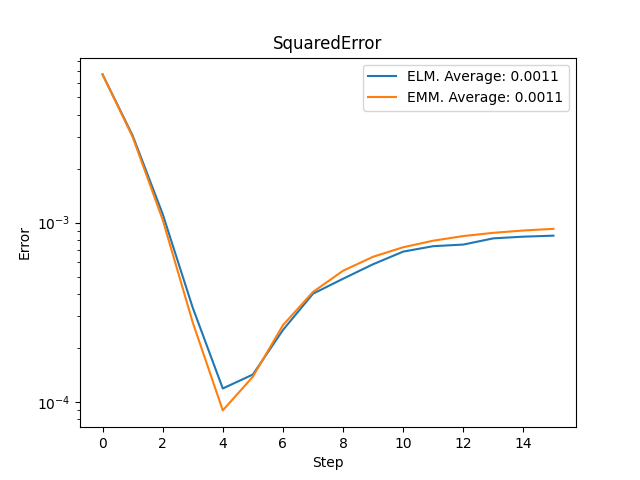 SquaredError
ELM. Average: 0.0011
EMM. Average: 0.0011
Error
10⁻³
10⁻⁴
0 2 4 6 8 10 12 14
Step